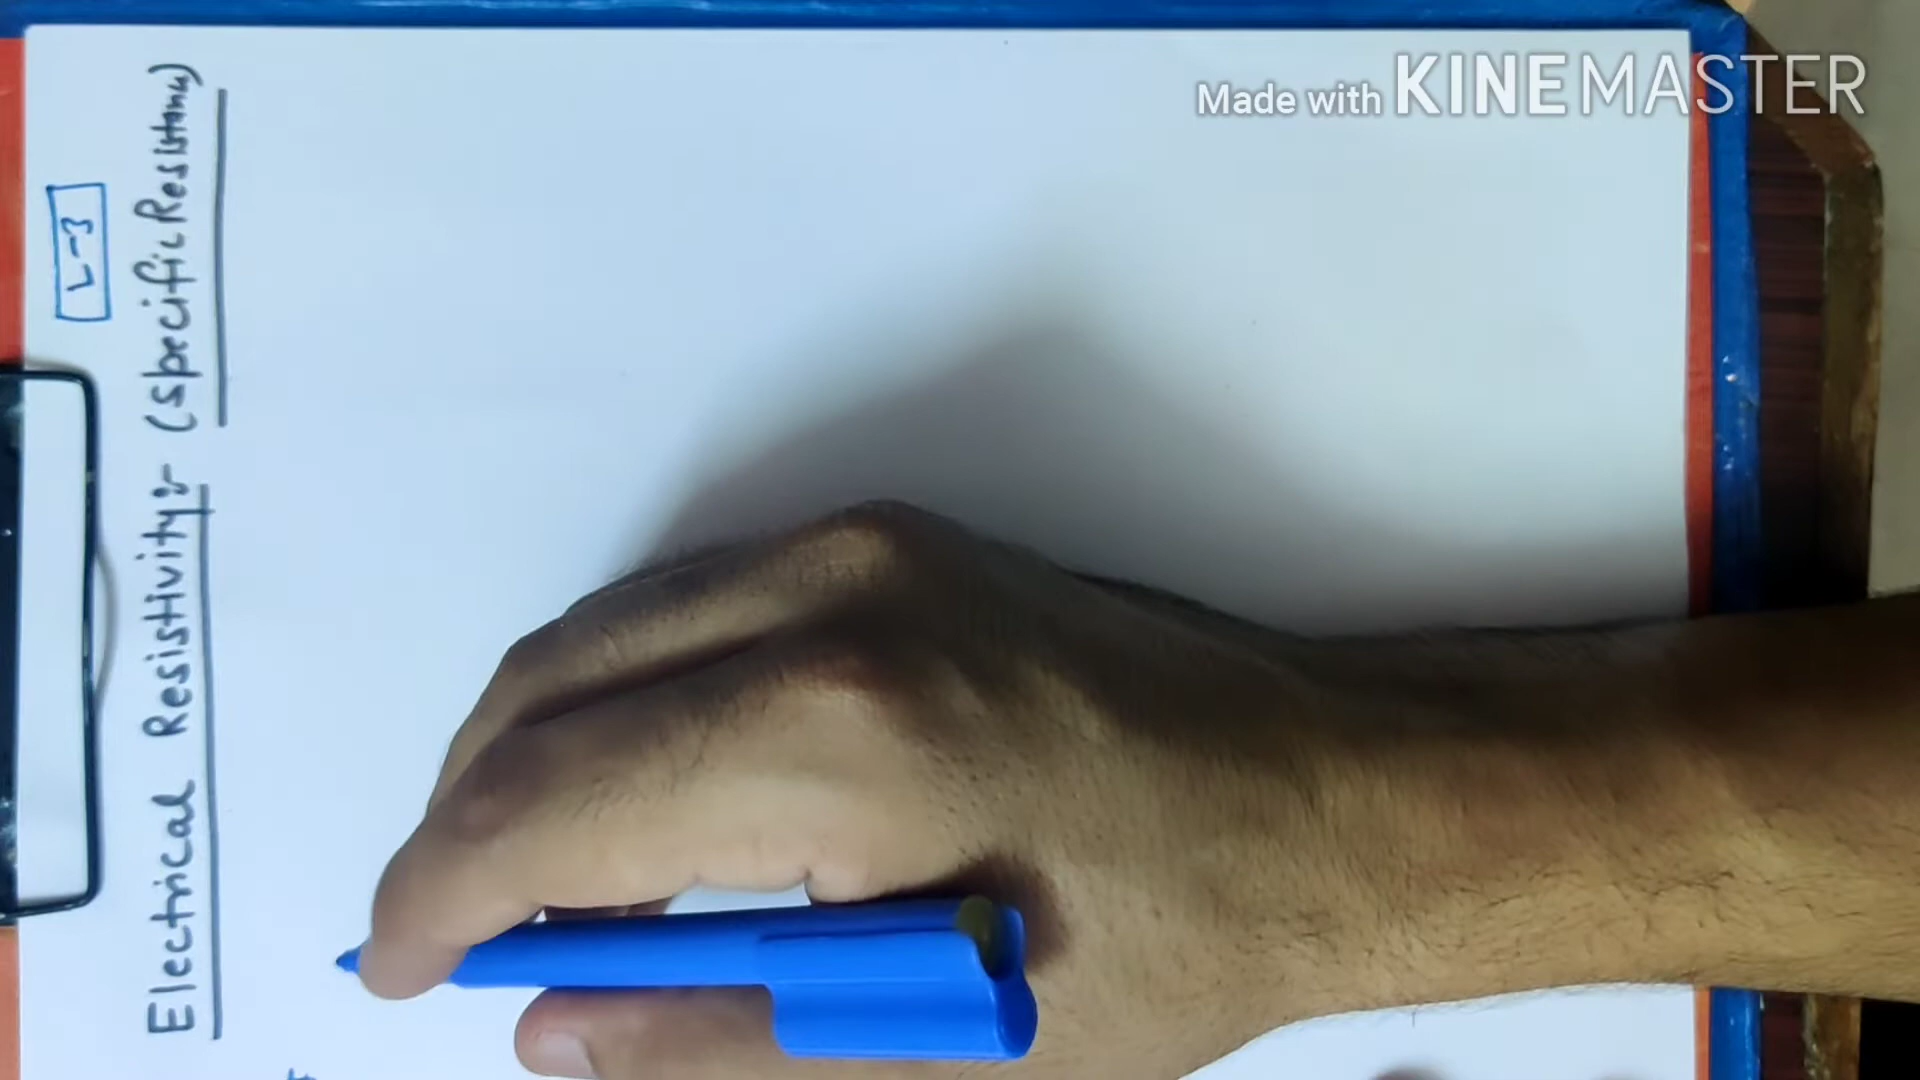 Made with KINEMASTER
L-3
Electrical Resistivity:- (Specific Resistance)